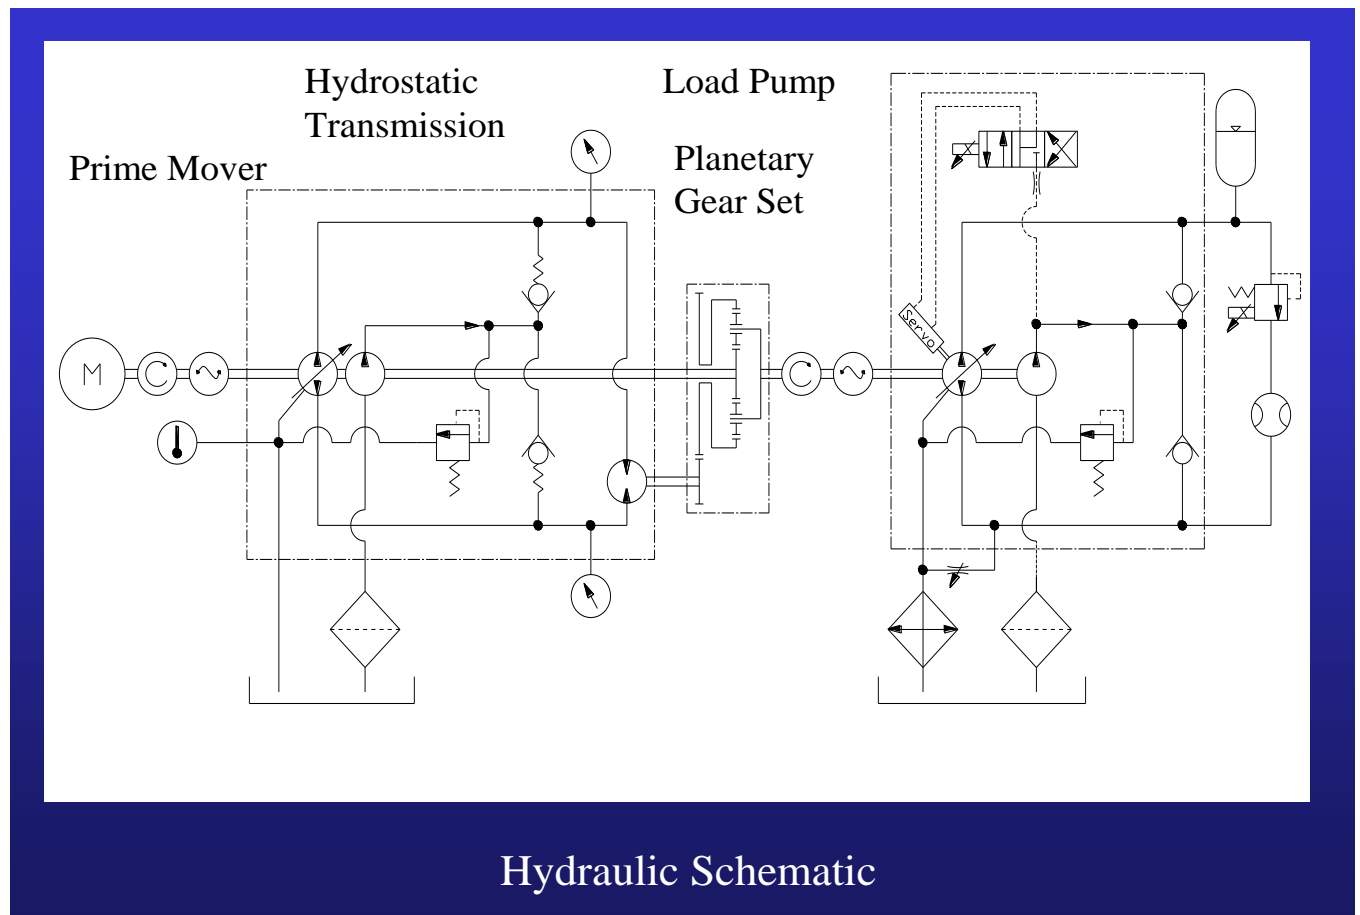 Hydrostatic
Transmission
Load Pump
Prime Mover
Planetary
Gear Set
Servo
M
Hydraulic Schematic